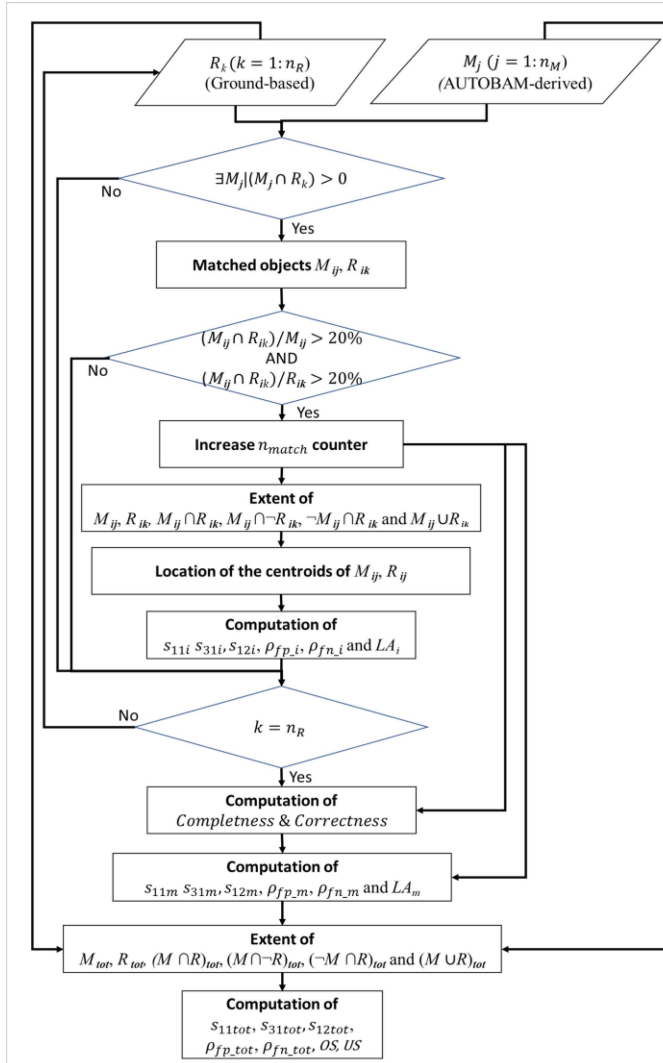 R_k (k = 1: n_R)
(Ground-based)
M_j (j = 1: n_M)
(AUTOBAM-derived)
∃M_j|(M_j ∩ R_k) > 0
No
Yes
Matched objects M_ij, R_ik
(M_ij ∩ R_ik)/M_ij > 20%
AND
(M_ij ∩ R_ik)/R_ik > 20%
No
Yes
Increase n_match counter
Extent of
M_ij, R_ik, M_ij ∩R_ik, M_ij ∩¬R_ik, ¬M_ij ∩R_ik and M_ij ∪R_ik
Location of the centroids of M_ij, R_ij
Computation of
s_11i s_31i, s_12i, ρ_fp_i, ρ_fn_i and LA_i
No
k = n_R
Yes
Computation of
Completness & Correctness
Computation of
s_11m s_31m, s_12m, ρ_fp_m, ρ_fn_m and LA_m
Extent of
M_tot, R_tot, (M ∩R)_tot, (M∩¬R)_tot, (¬M ∩R)_tot and (M ∪R)_tot
Computation of
s_11tot, s_31tot, s_12tot,
ρ_fp_tot, ρ_fn_tot, OS, US